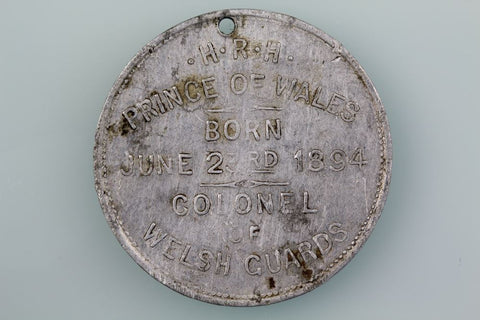 ·H·R·H·
PRINCE OF WALES
BORN
JUNE 23RD 1894
COLONEL
OF
WELSH GUARDS